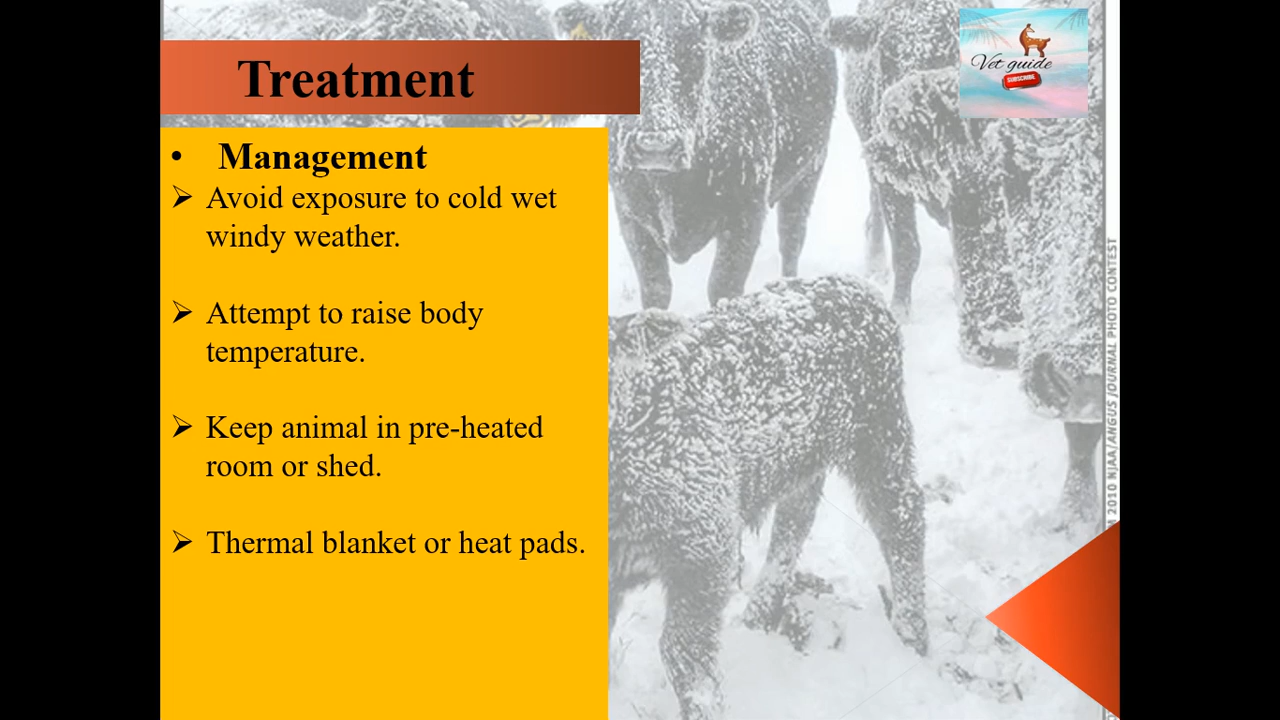 Treatment
Vet guide
SUBSCRIBE
• Management
➢ Avoid exposure to cold wet
windy weather.
➢ Attempt to raise body
temperature.
➢ Keep animal in pre-heated
room or shed.
➢ Thermal blanket or heat pads.
2010 NJAA/ANGUS JOURNAL PHOTO CONTEST